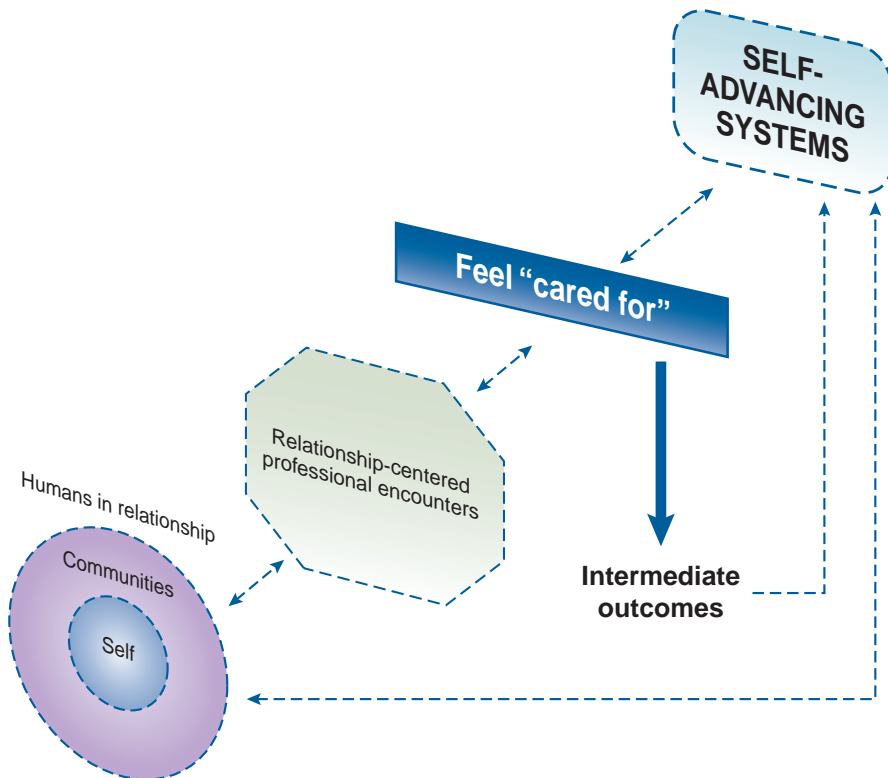 SELF-
ADVANCING
SYSTEMS
Feel “cared for”
Relationship-centered
professional encounters
Humans in relationship
Communities
Self
Intermediate
outcomes